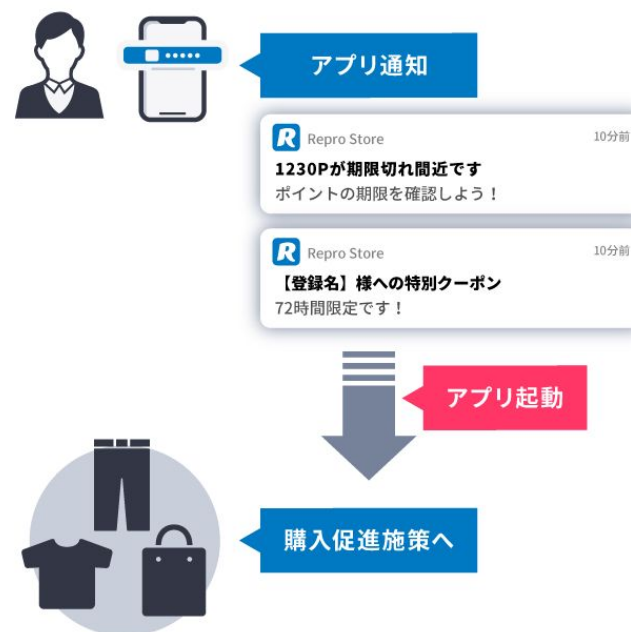 アプリ通知
R Repro Store 10分前
1230Pが期限切れ間近です
ポイントの期限を確認しよう！
R Repro Store 10分前
【登録名】様への特別クーポン
72時間限定です！
アプリ起動
購入促進施策へ